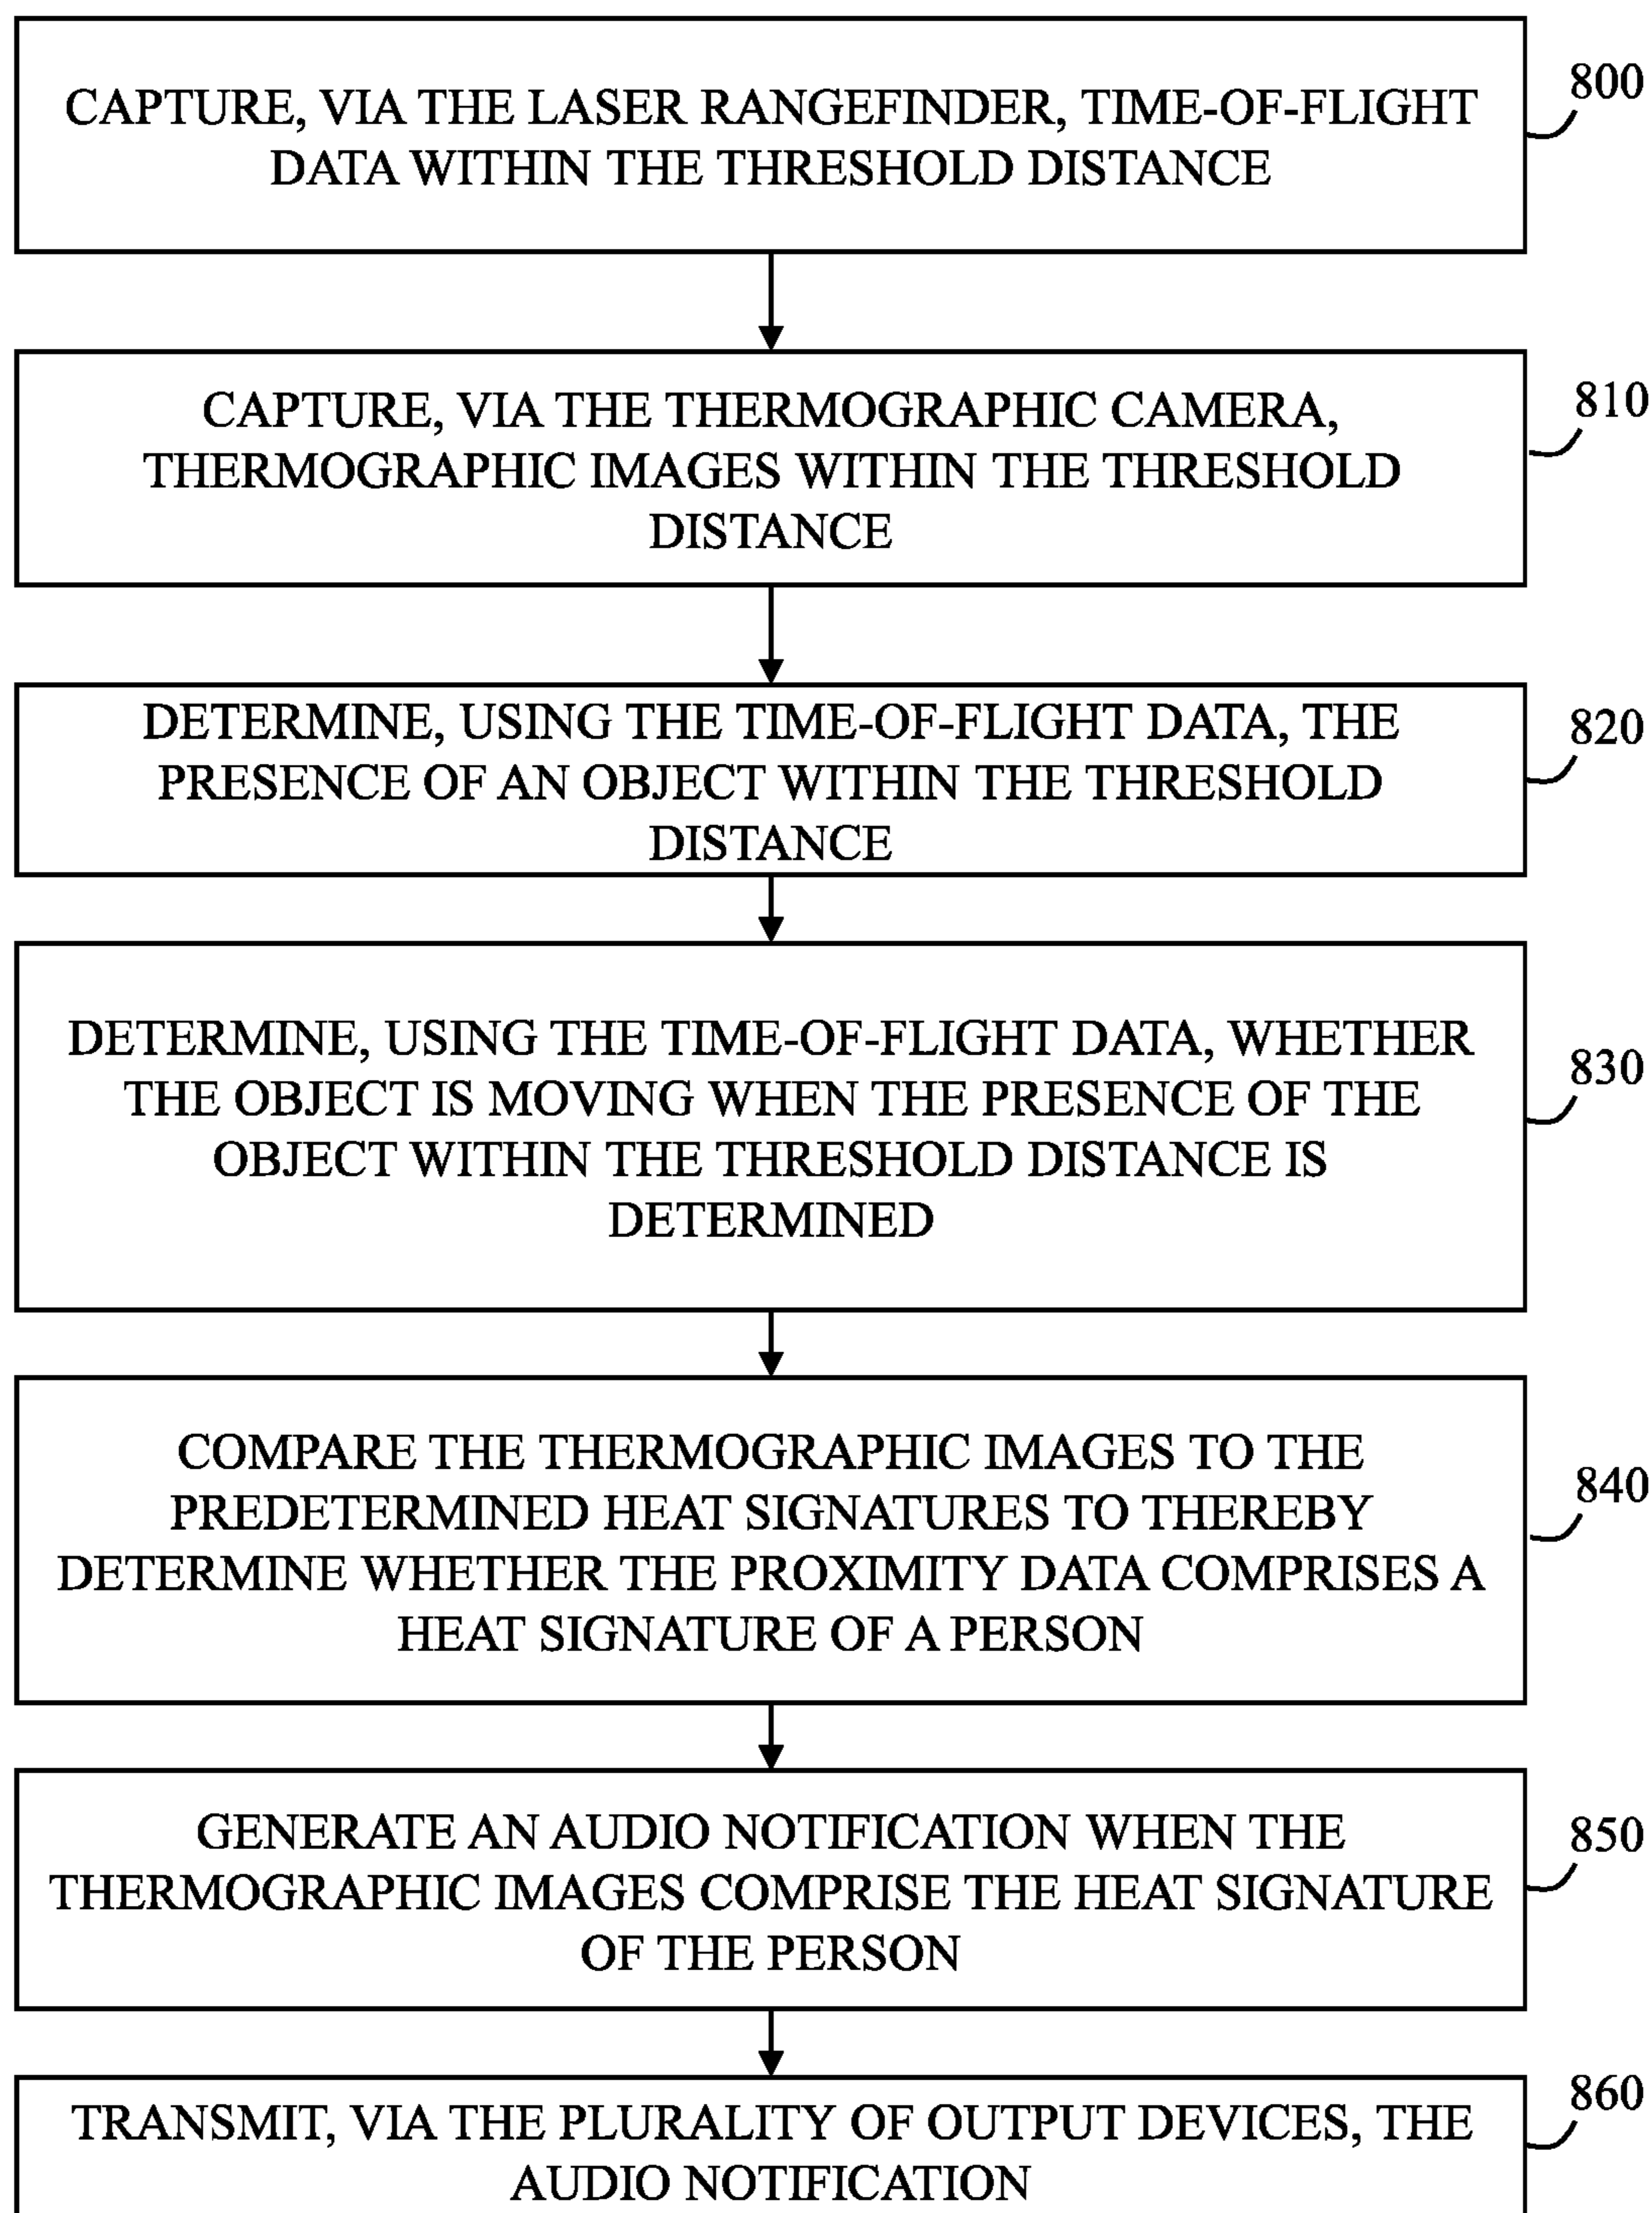 800
CAPTURE, VIA THE LASER RANGEFINDER, TIME-OF-FLIGHT
DATA WITHIN THE THRESHOLD DISTANCE
810
CAPTURE, VIA THE THERMOGRAPHIC CAMERA,
THERMOGRAPHIC IMAGES WITHIN THE THRESHOLD
DISTANCE
820
DETERMINE, USING THE TIME-OF-FLIGHT DATA, THE
PRESENCE OF AN OBJECT WITHIN THE THRESHOLD
DISTANCE
830
DETERMINE, USING THE TIME-OF-FLIGHT DATA, WHETHER
THE OBJECT IS MOVING WHEN THE PRESENCE OF THE
OBJECT WITHIN THE THRESHOLD DISTANCE IS
DETERMINED
840
COMPARE THE THERMOGRAPHIC IMAGES TO THE
PREDETERMINED HEAT SIGNATURES TO THEREBY
DETERMINE WHETHER THE PROXIMITY DATA COMPRISES A
HEAT SIGNATURE OF A PERSON
850
GENERATE AN AUDIO NOTIFICATION WHEN THE
THERMOGRAPHIC IMAGES COMPRISE THE HEAT SIGNATURE
OF THE PERSON
860
TRANSMIT, VIA THE PLURALITY OF OUTPUT DEVICES, THE
AUDIO NOTIFICATION